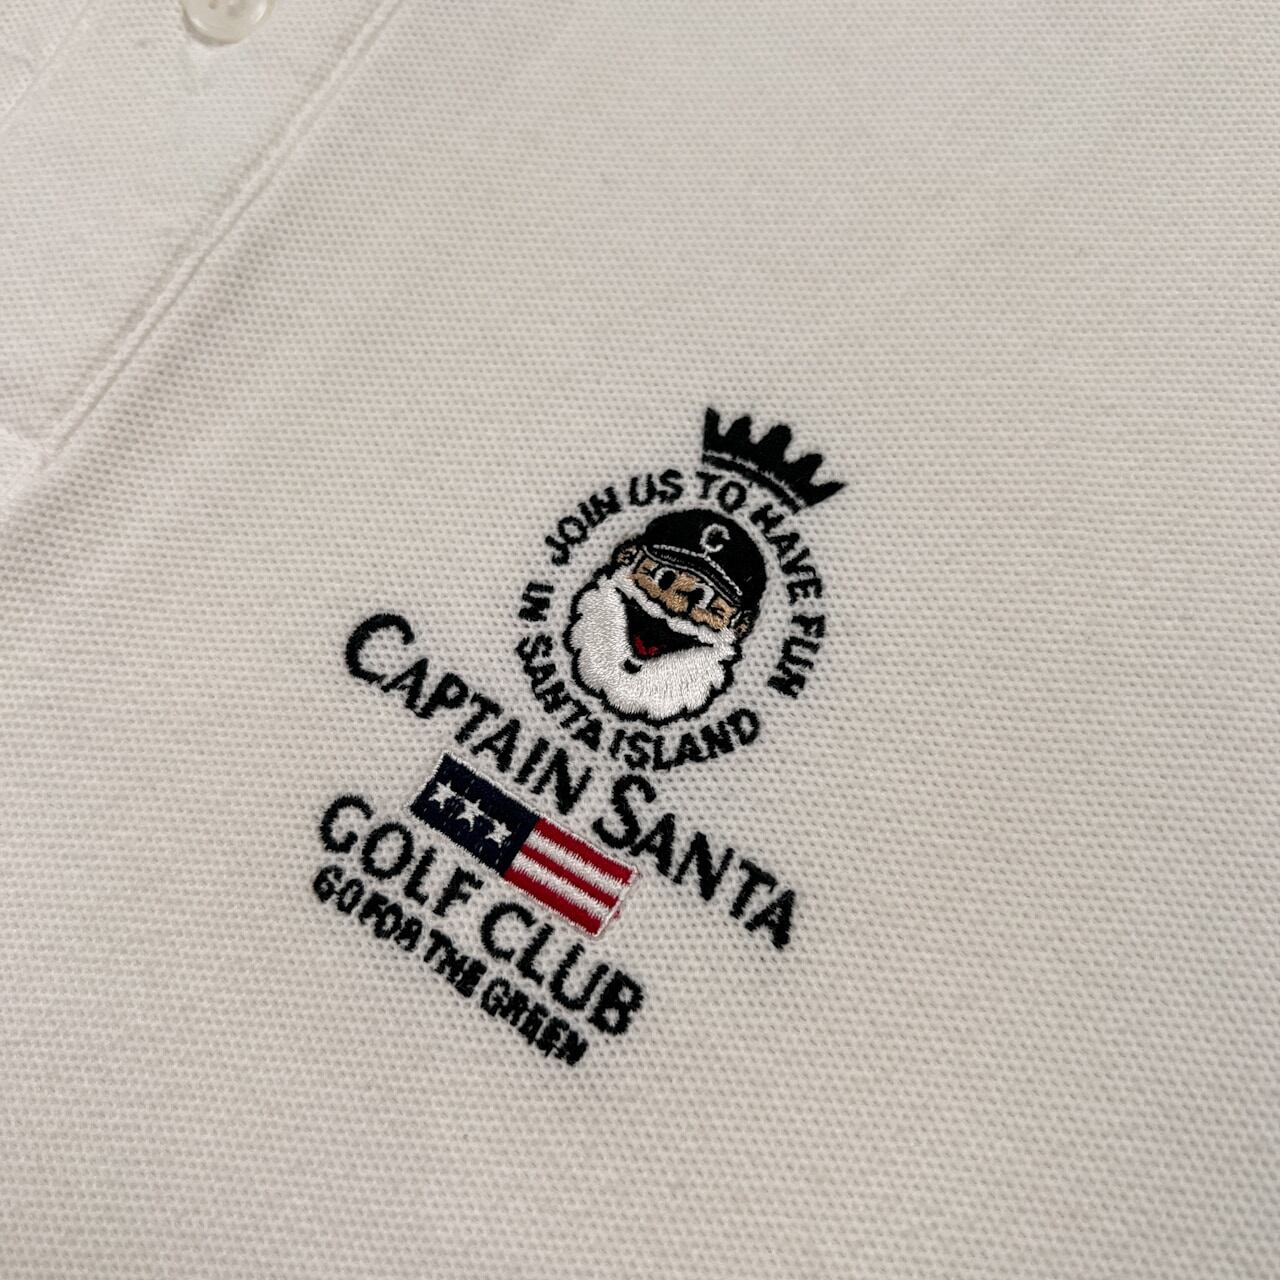 JOIN US TO HAVE FUN
IN SANTA ISLAND
C
CAPTAIN SANTA
GOLF CLUB
GO FOR THE GREEN